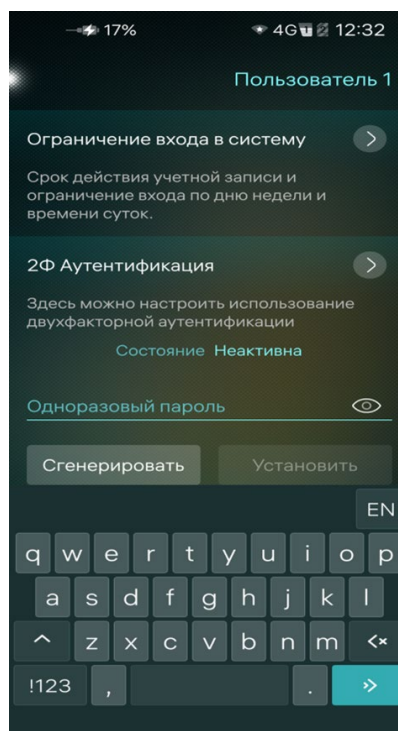 17% 4G 12:32
Пользователь 1
Ограничение входа в систему
Срок действия учетной записи и
ограничение входа по дню недели и
времени суток.
2Ф Аутентификация
Здесь можно настроить использование
двухфакторной аутентификации
Состояние Неактивна
Одноразовый пароль
Сгенерировать Установить
EN
q w e r t y u i o p
a s d f g h j k l
z x c v b n m
!123 , .